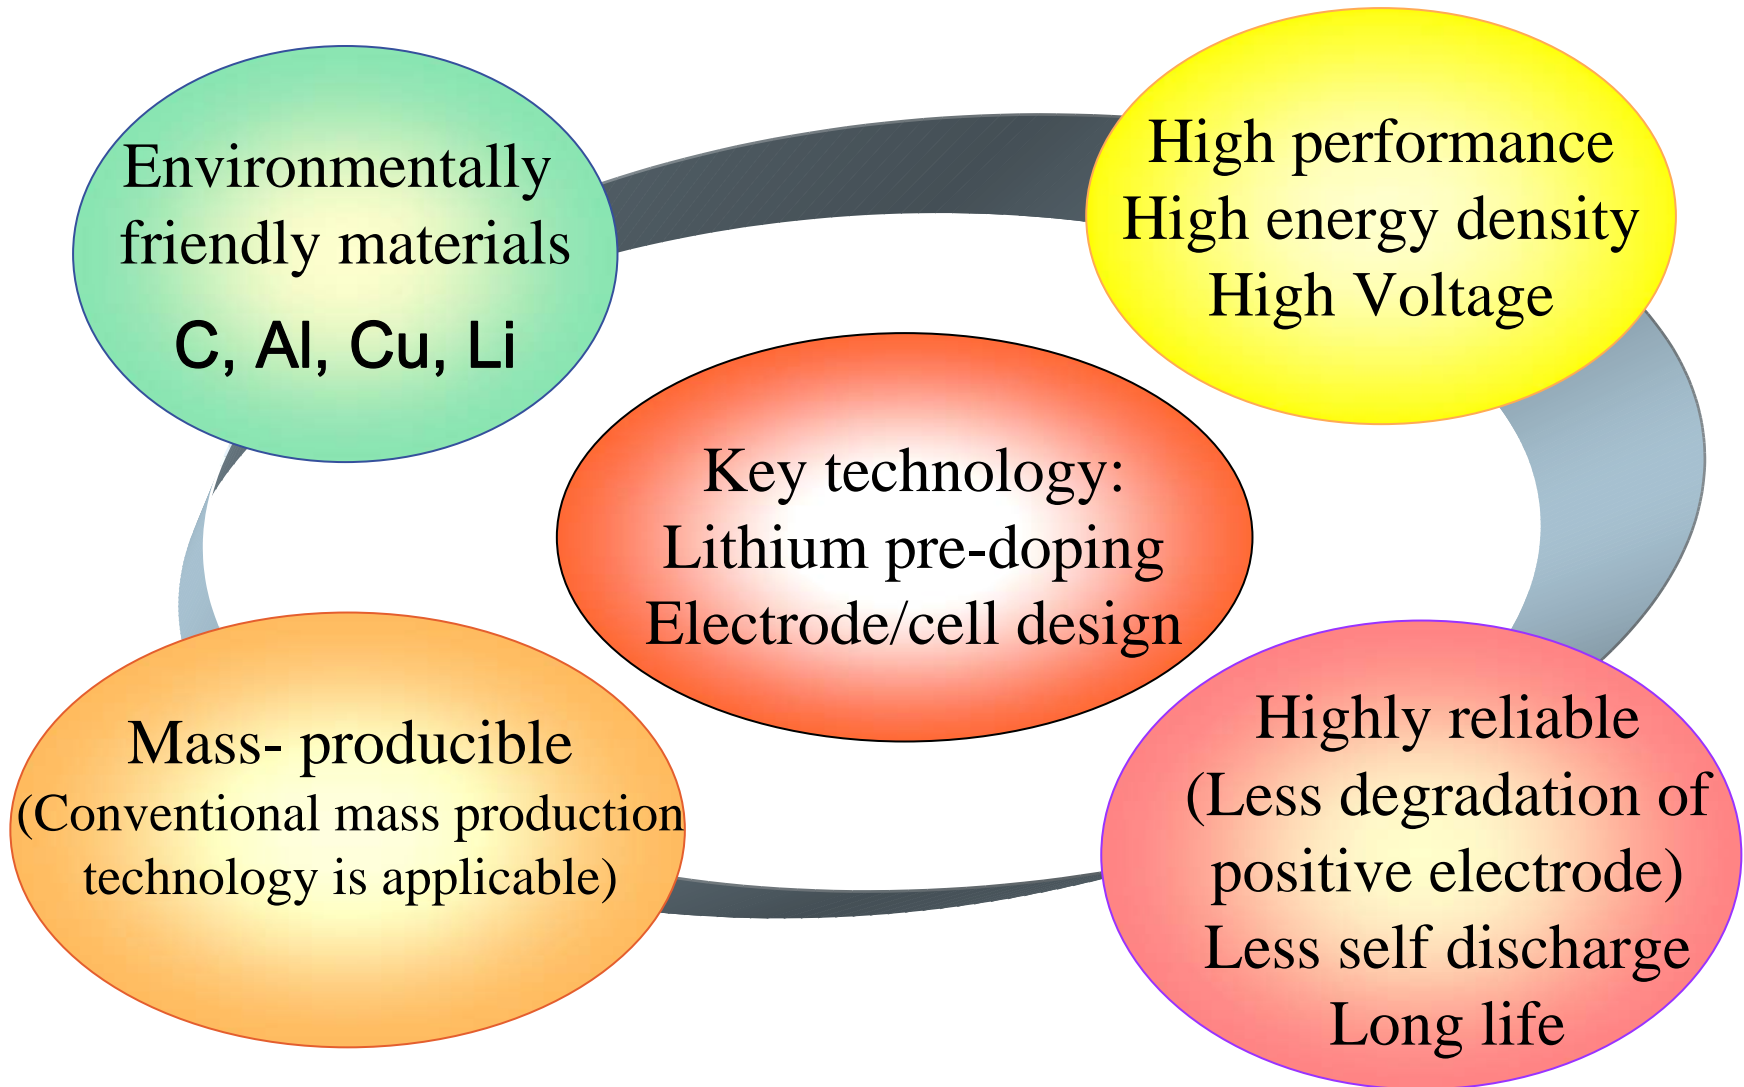 Environmentally
friendly materials
C, Al, Cu, Li
High performance
High energy density
High Voltage
Key technology:
Lithium pre-doping
Electrode/cell design
Mass- producible
(Conventional mass production
technology is applicable)
Highly reliable
(Less degradation of
positive electrode)
Less self discharge
Long life